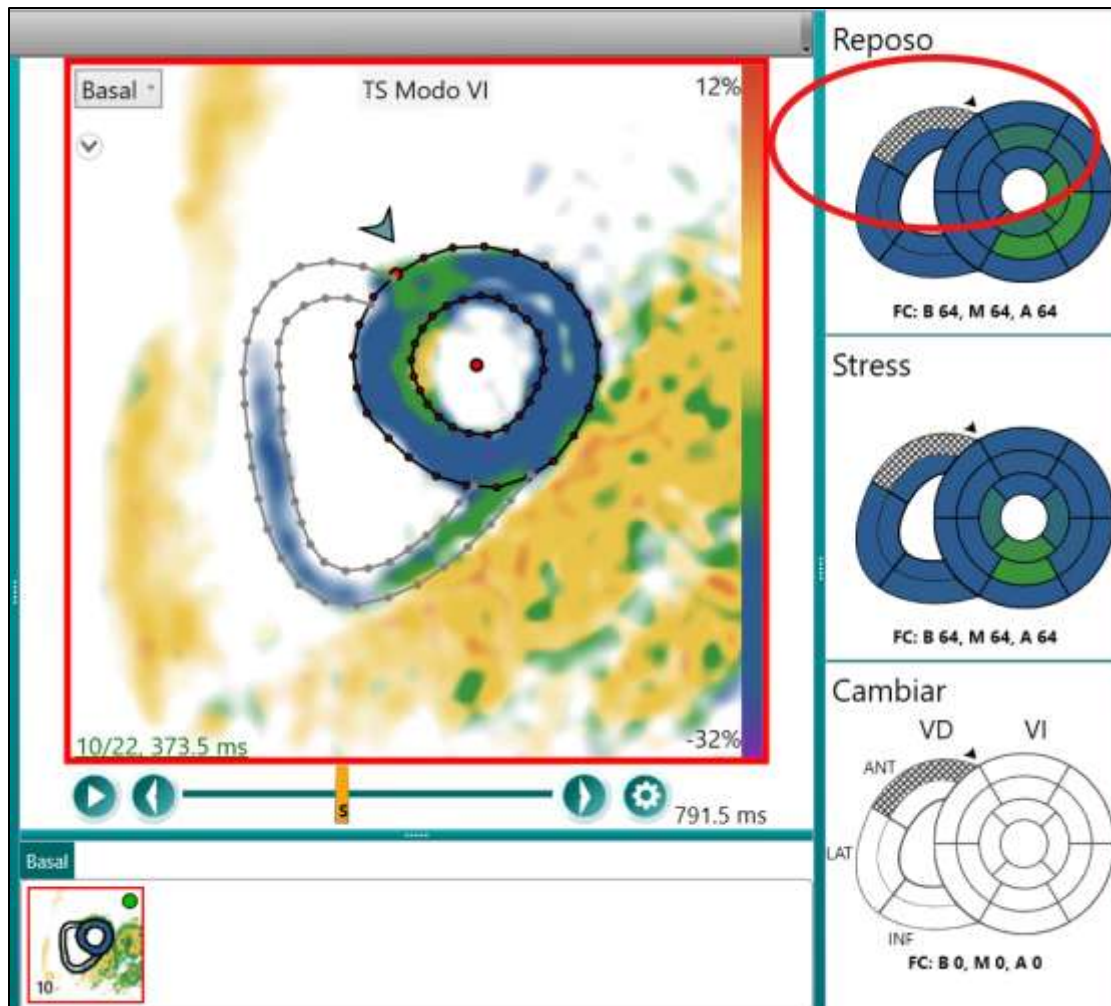 Basal
TS Modo VI
12%
10/22, 373.5 ms
-32%
S
791.5 ms
Basal
10
Reposo
FC: B 64, M 64, A 64
Stress
FC: B 64, M 64, A 64
Cambiar
VD
VI
ANT
LAT
INF
FC: B 0, M 0, A 0